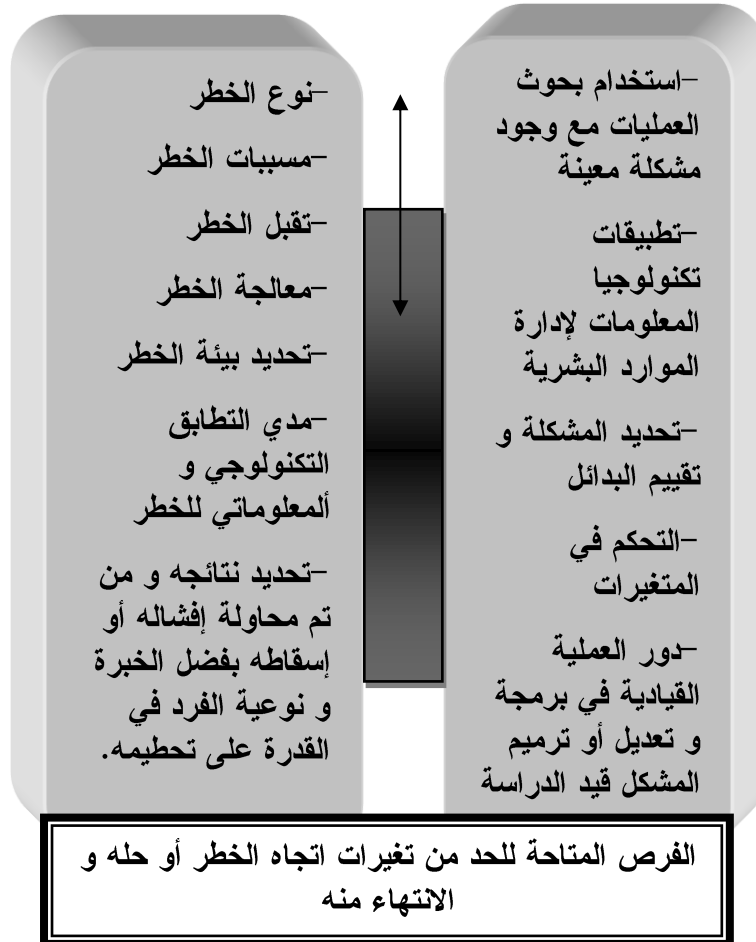 –استخدام بحوث
العمليات مع وجود
مشكلة معينة
–تطبيقات
تكنولوجيا
المعلومات لإدارة
الموارد البشرية
–تحديد المشكلة و
تقييم البدائل
–التحكم في
المتغيرات
–دور العملية
القيادية في برمجة
و تعديل أو ترميم
المشكل قيد الدراسة
–نوع الخطر
–مسببات الخطر
–تقبل الخطر
–معالجة الخطر
–تحديد بيئة الخطر
–مدي التطابق
التكنولوجي و
ألمعلوماتي للخطر
–تحديد نتائجه و من
تم محاولة إفشاله أو
إسقاطه بفضل الخبرة
و نوعية الفرد في
القدرة على تحطيمه.
الفرص المتاحة للحد من تغيرات اتجاه الخطر أو حله و
الانتهاء منه